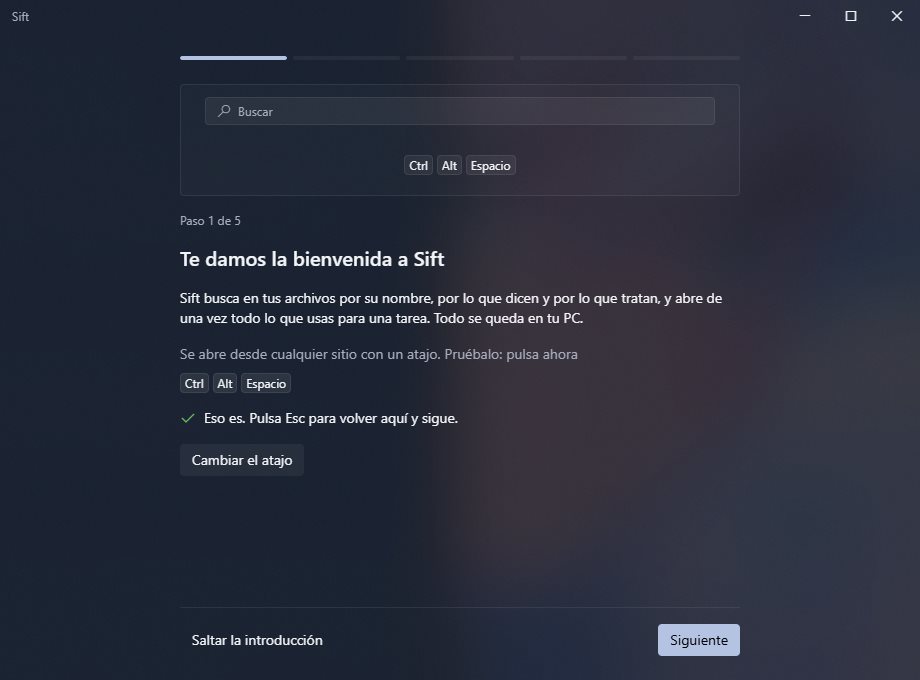 Sift
Buscar
Ctrl Alt Espacio
Paso 1 de 5
Te damos la bienvenida a Sift
Sift busca en tus archivos por su nombre, por lo que dicen y por lo que tratan, y abre de
una vez todo lo que usas para una tarea. Todo se queda en tu PC.
Se abre desde cualquier sitio con un atajo. Pruébalo: pulsa ahora
Ctrl Alt Espacio
Eso es. Pulsa Esc para volver aquí y sigue.
Cambiar el atajo
Saltar la introducción
Siguiente